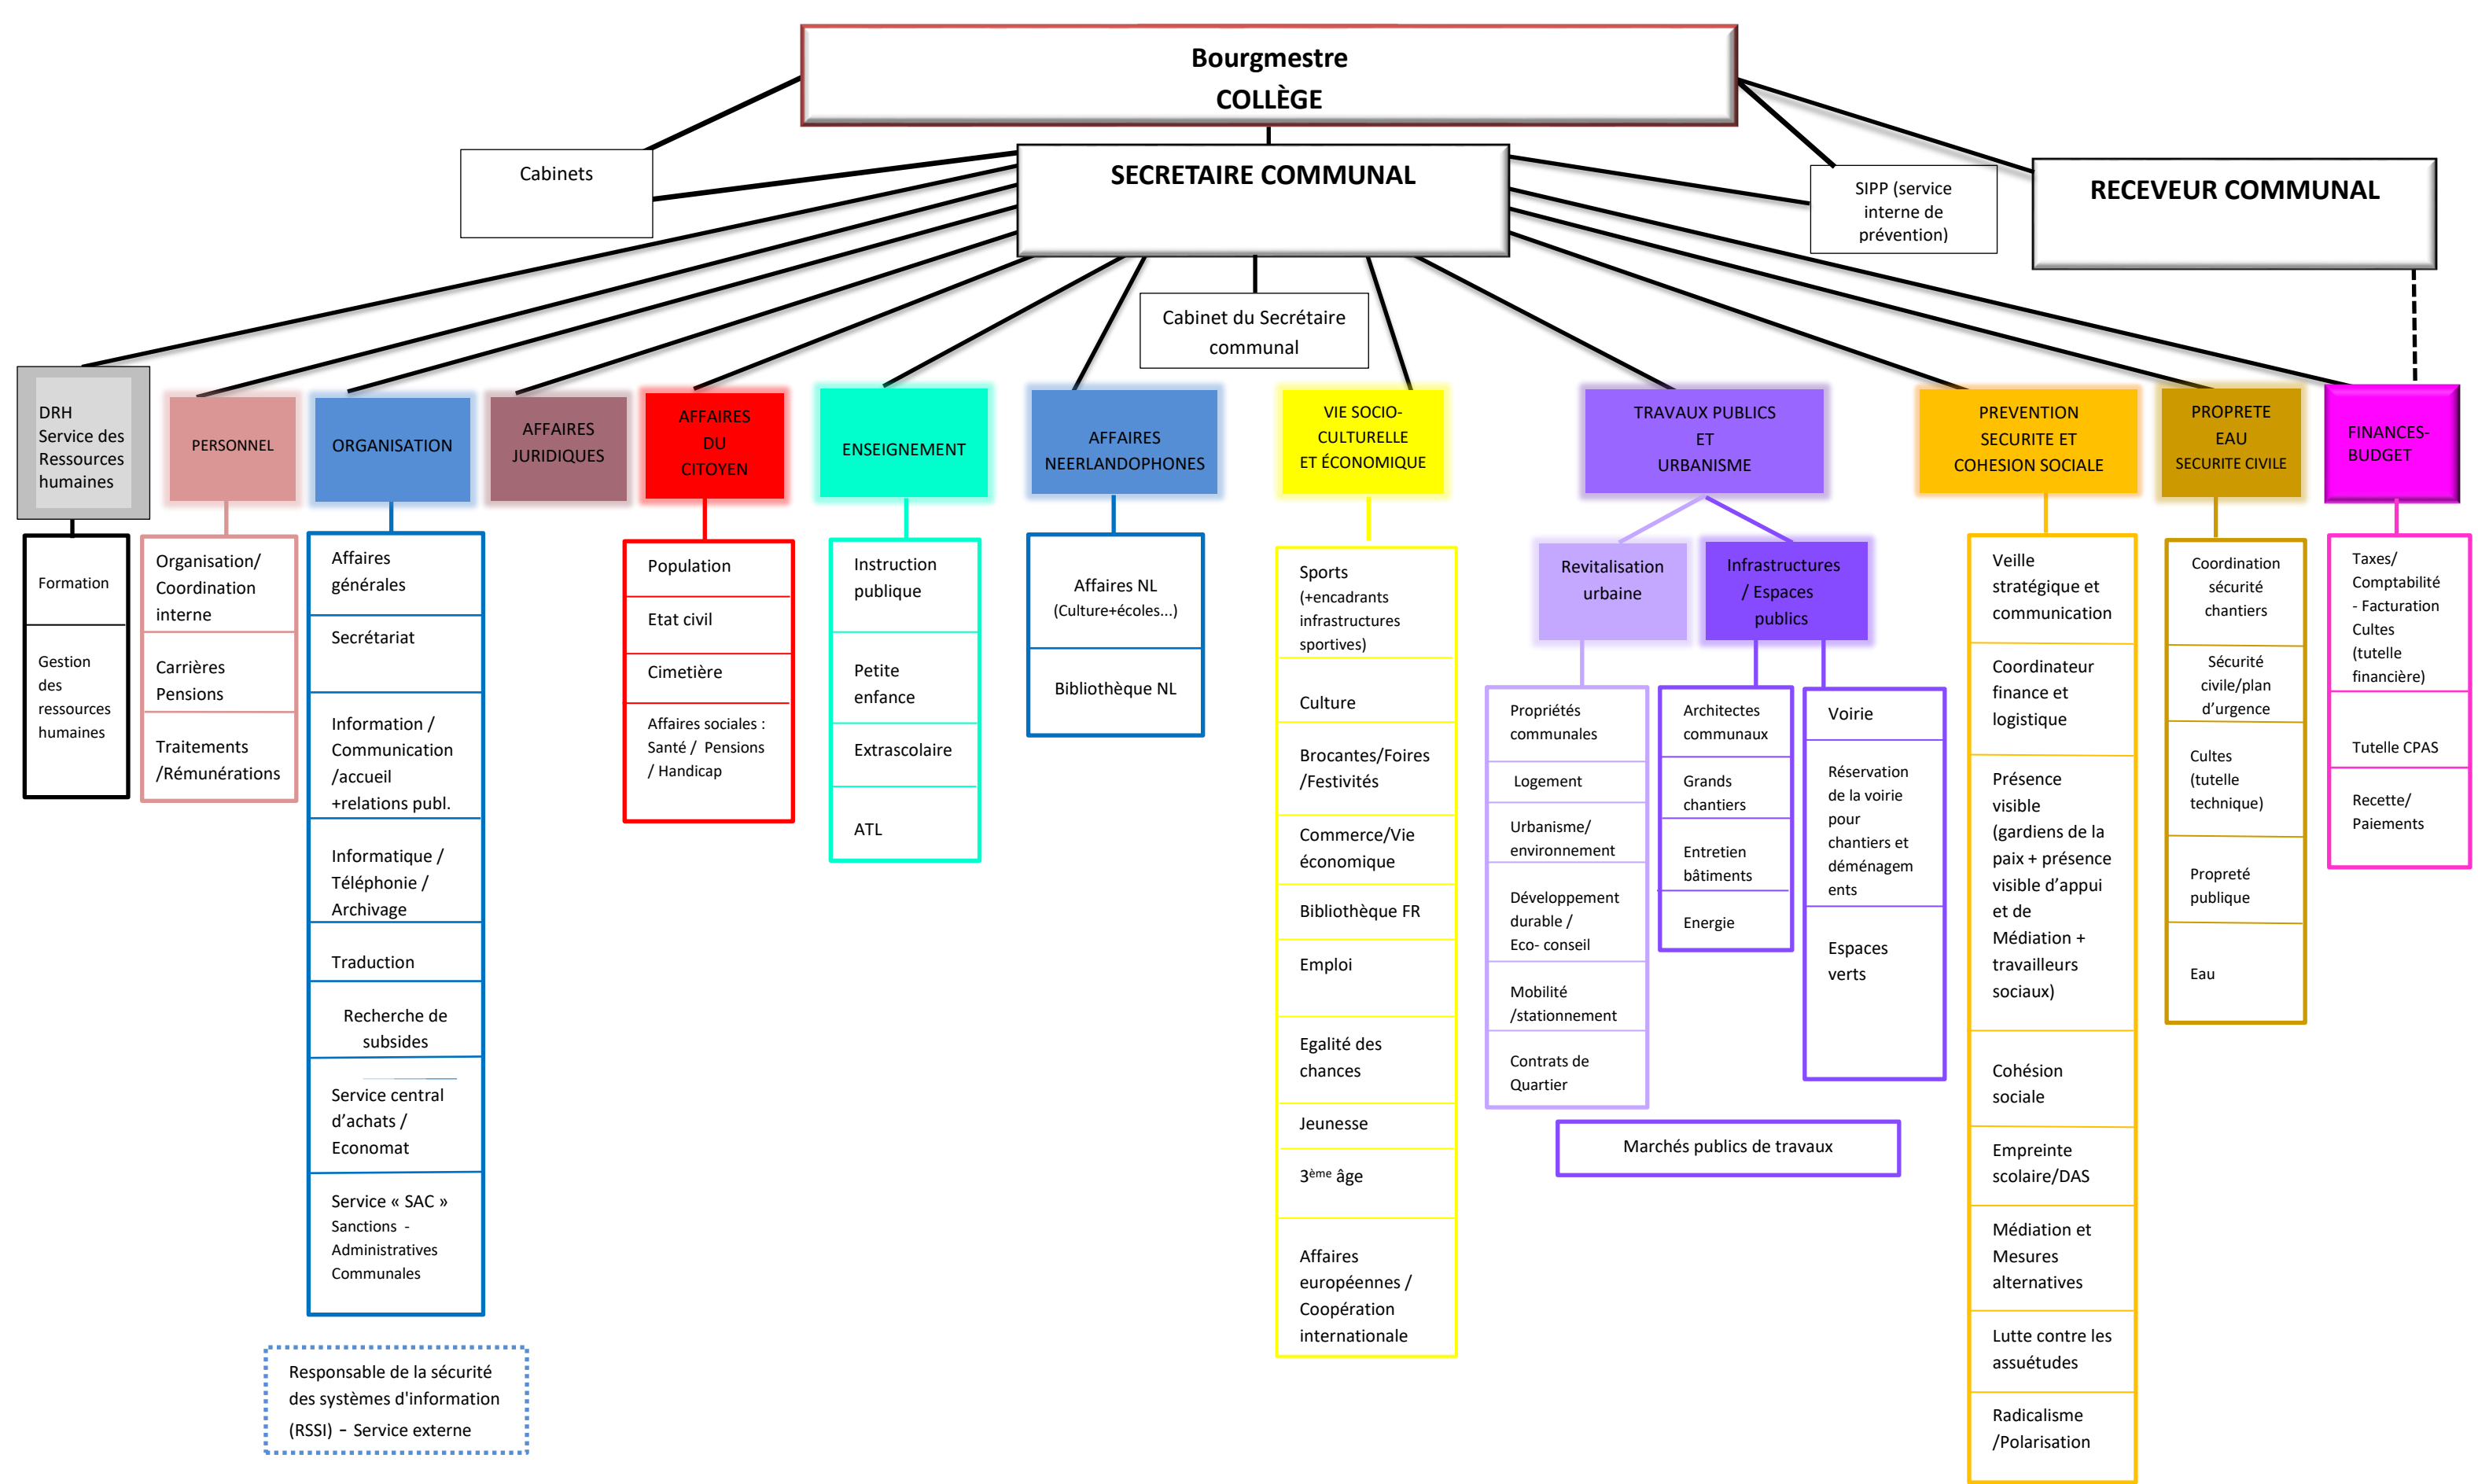 Bourgmestre
COLLÈGE
Cabinets
SECRETAIRE COMMUNAL
SIPP (service
interne de
prévention)
RECEVEUR COMMUNAL
Cabinet du Secrétaire
communal
DRH
Service des
Ressources
humaines
PERSONNEL
ORGANISATION
AFFAIRES
JURIDIQUES
AFFAIRES
DU
CITOYEN
ENSEIGNEMENT
AFFAIRES
NEERLANDOPHONES
VIE SOCIO-
CULTURELLE
ET ÉCONOMIQUE
TRAVAUX PUBLICS
ET
URBANISME
PREVENTION
SECURITE ET
COHESION SOCIALE
PROPRETE
EAU
SECURITE CIVILE
FINANCES-
BUDGET
Formation
Gestion
des
ressources
humaines
Organisation/
Coordination
interne
Carrières
Pensions
Traitements
/Rémunérations
Affaires
générales
Secrétariat
Information /
Communication
/accueil
+relations publ.
Informatique /
Téléphonie /
Archivage
Traduction
Recherche de
subsides
Service central
d’achats /
Economat
Service « SAC »
Sanctions -
Administratives
Communales
Responsable de la sécurité
des systèmes d'information
(RSSI) - Service externe
Population
Etat civil
Cimetière
Affaires sociales :
Santé / Pensions
/ Handicap
Instruction
publique
Petite
enfance
Extrascolaire
ATL
Affaires NL
(Culture+écoles...)
Bibliothèque NL
Sports
(+encadrants
infrastructures
sportives)
Culture
Brocantes/Foires
/Festivités
Commerce/Vie
économique
Bibliothèque FR
Emploi
Egalité des
chances
Jeunesse
3ème âge
Affaires
européennes /
Coopération
internationale
Revitalisation
urbaine
Infrastructures
/ Espaces
publics
Propriétés
communales
Logement
Urbanisme/
environnement
Développement
durable /
Eco- conseil
Mobilité
/stationnement
Contrats de
Quartier
Architectes
communaux
Grands
chantiers
Entretien
bâtiments
Energie
Voirie
Réservation
de la voirie
pour
chantiers et
déménagem
ents
Espaces
verts
Marchés publics de travaux
Veille
stratégique et
communication
Coordinateur
finance et
logistique
Présence
visible
(gardiens de la
paix + présence
visible d’appui
et de
Médiation +
travailleurs
sociaux)
Cohésion
sociale
Empreinte
scolaire/DAS
Médiation et
Mesures
alternatives
Lutte contre les
assuétudes
Radicalisme
/Polarisation
Coordination
sécurité
chantiers
Sécurité
civile/plan
d’urgence
Cultes
(tutelle
technique)
Propreté
publique
Eau
Taxes/
Comptabilité
- Facturation
Cultes
(tutelle
financière)
Tutelle CPAS
Recette/
Paiements